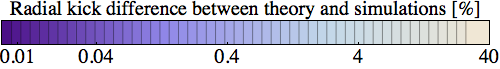 Radial kick difference between theory and simulations [%]
0.01 0.04 0.4 4 40